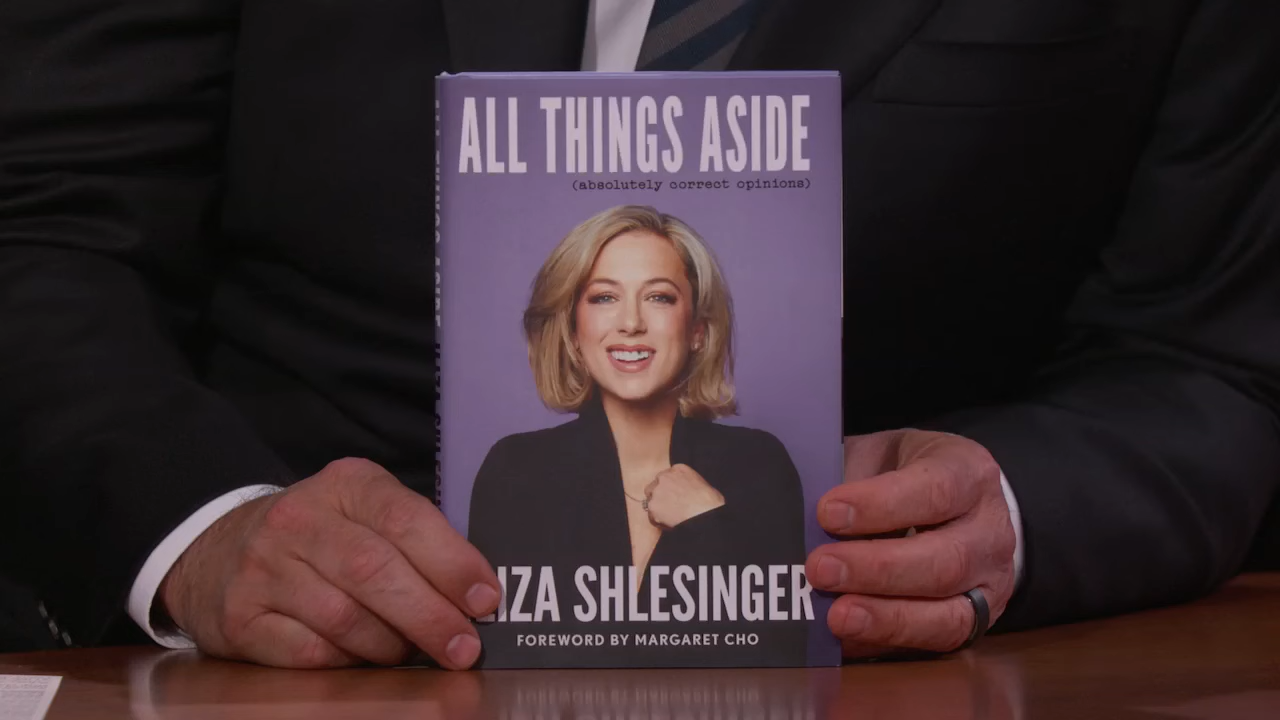 ALL THINGS ASIDE
(absolutely correct opinions)
IZA SHLESINGER
FOREWORD BY MARGARET CHO